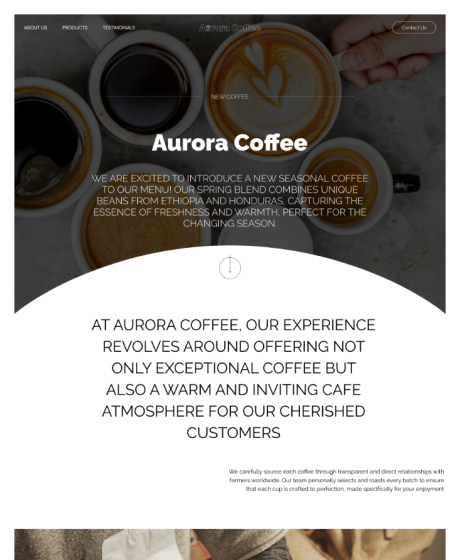 ABOUT US
PRODUCTS
TESTIMONIALS
Aurora Coffee
Contact Us
NEW COFFEE
Aurora Coffee
WE ARE EXCITED TO INTRODUCE A NEW SEASONAL COFFEE
TO OUR MENU! OUR SPRING BLEND COMBINES UNIQUE
BEANS FROM ETHIOPIA AND HONDURAS, CAPTURING THE
ESSENCE OF FRESHNESS AND WARMTH, PERFECT FOR THE
CHANGING SEASON.
AT AURORA COFFEE, OUR EXPERIENCE
REVOLVES AROUND OFFERING NOT
ONLY EXCEPTIONAL COFFEE BUT
ALSO A WARM AND INVITING CAFE
ATMOSPHERE FOR OUR CHERISHED
CUSTOMERS
We carefully source each coffee through transparent and direct relationships with
farmers worldwide. Our team personally selects and roasts every batch to ensure
that each cup is crafted to perfection, made specifically for your enjoyment